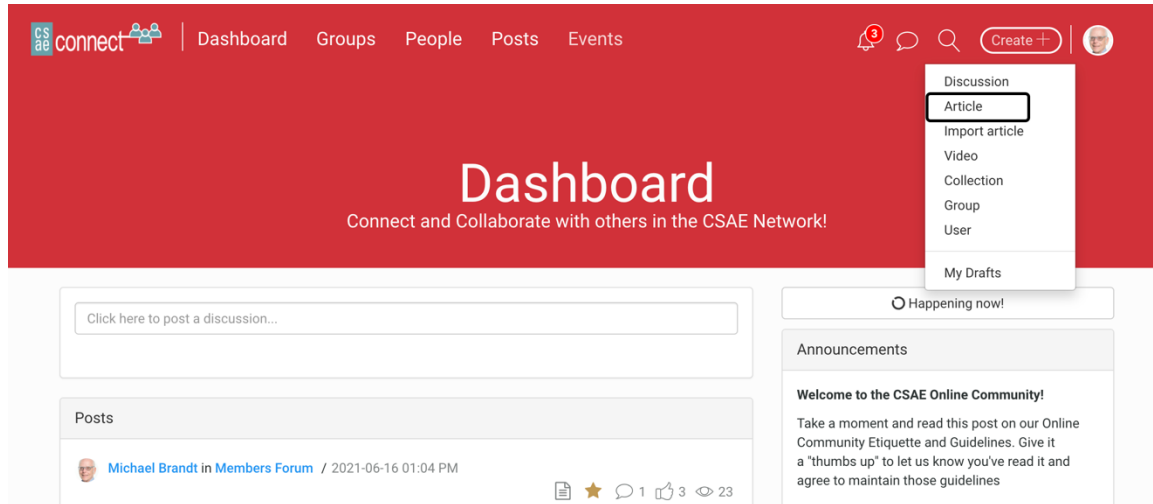 cs
ae connect
Dashboard Groups People Posts Events
3
Create +
Discussion
Article
Import article
Video
Collection
Group
User
My Drafts
Dashboard
Connect and Collaborate with others in the CSAE Network!
Click here to post a discussion...
Posts
Michael Brandt in Members Forum / 2021-06-16 01:04 PM
1 3 23
Happening now!
Announcements
Welcome to the CSAE Online Community!
Take a moment and read this post on our Online
Community Etiquette and Guidelines. Give it
a "thumbs up" to let us know you've read it and
agree to maintain those guidelines